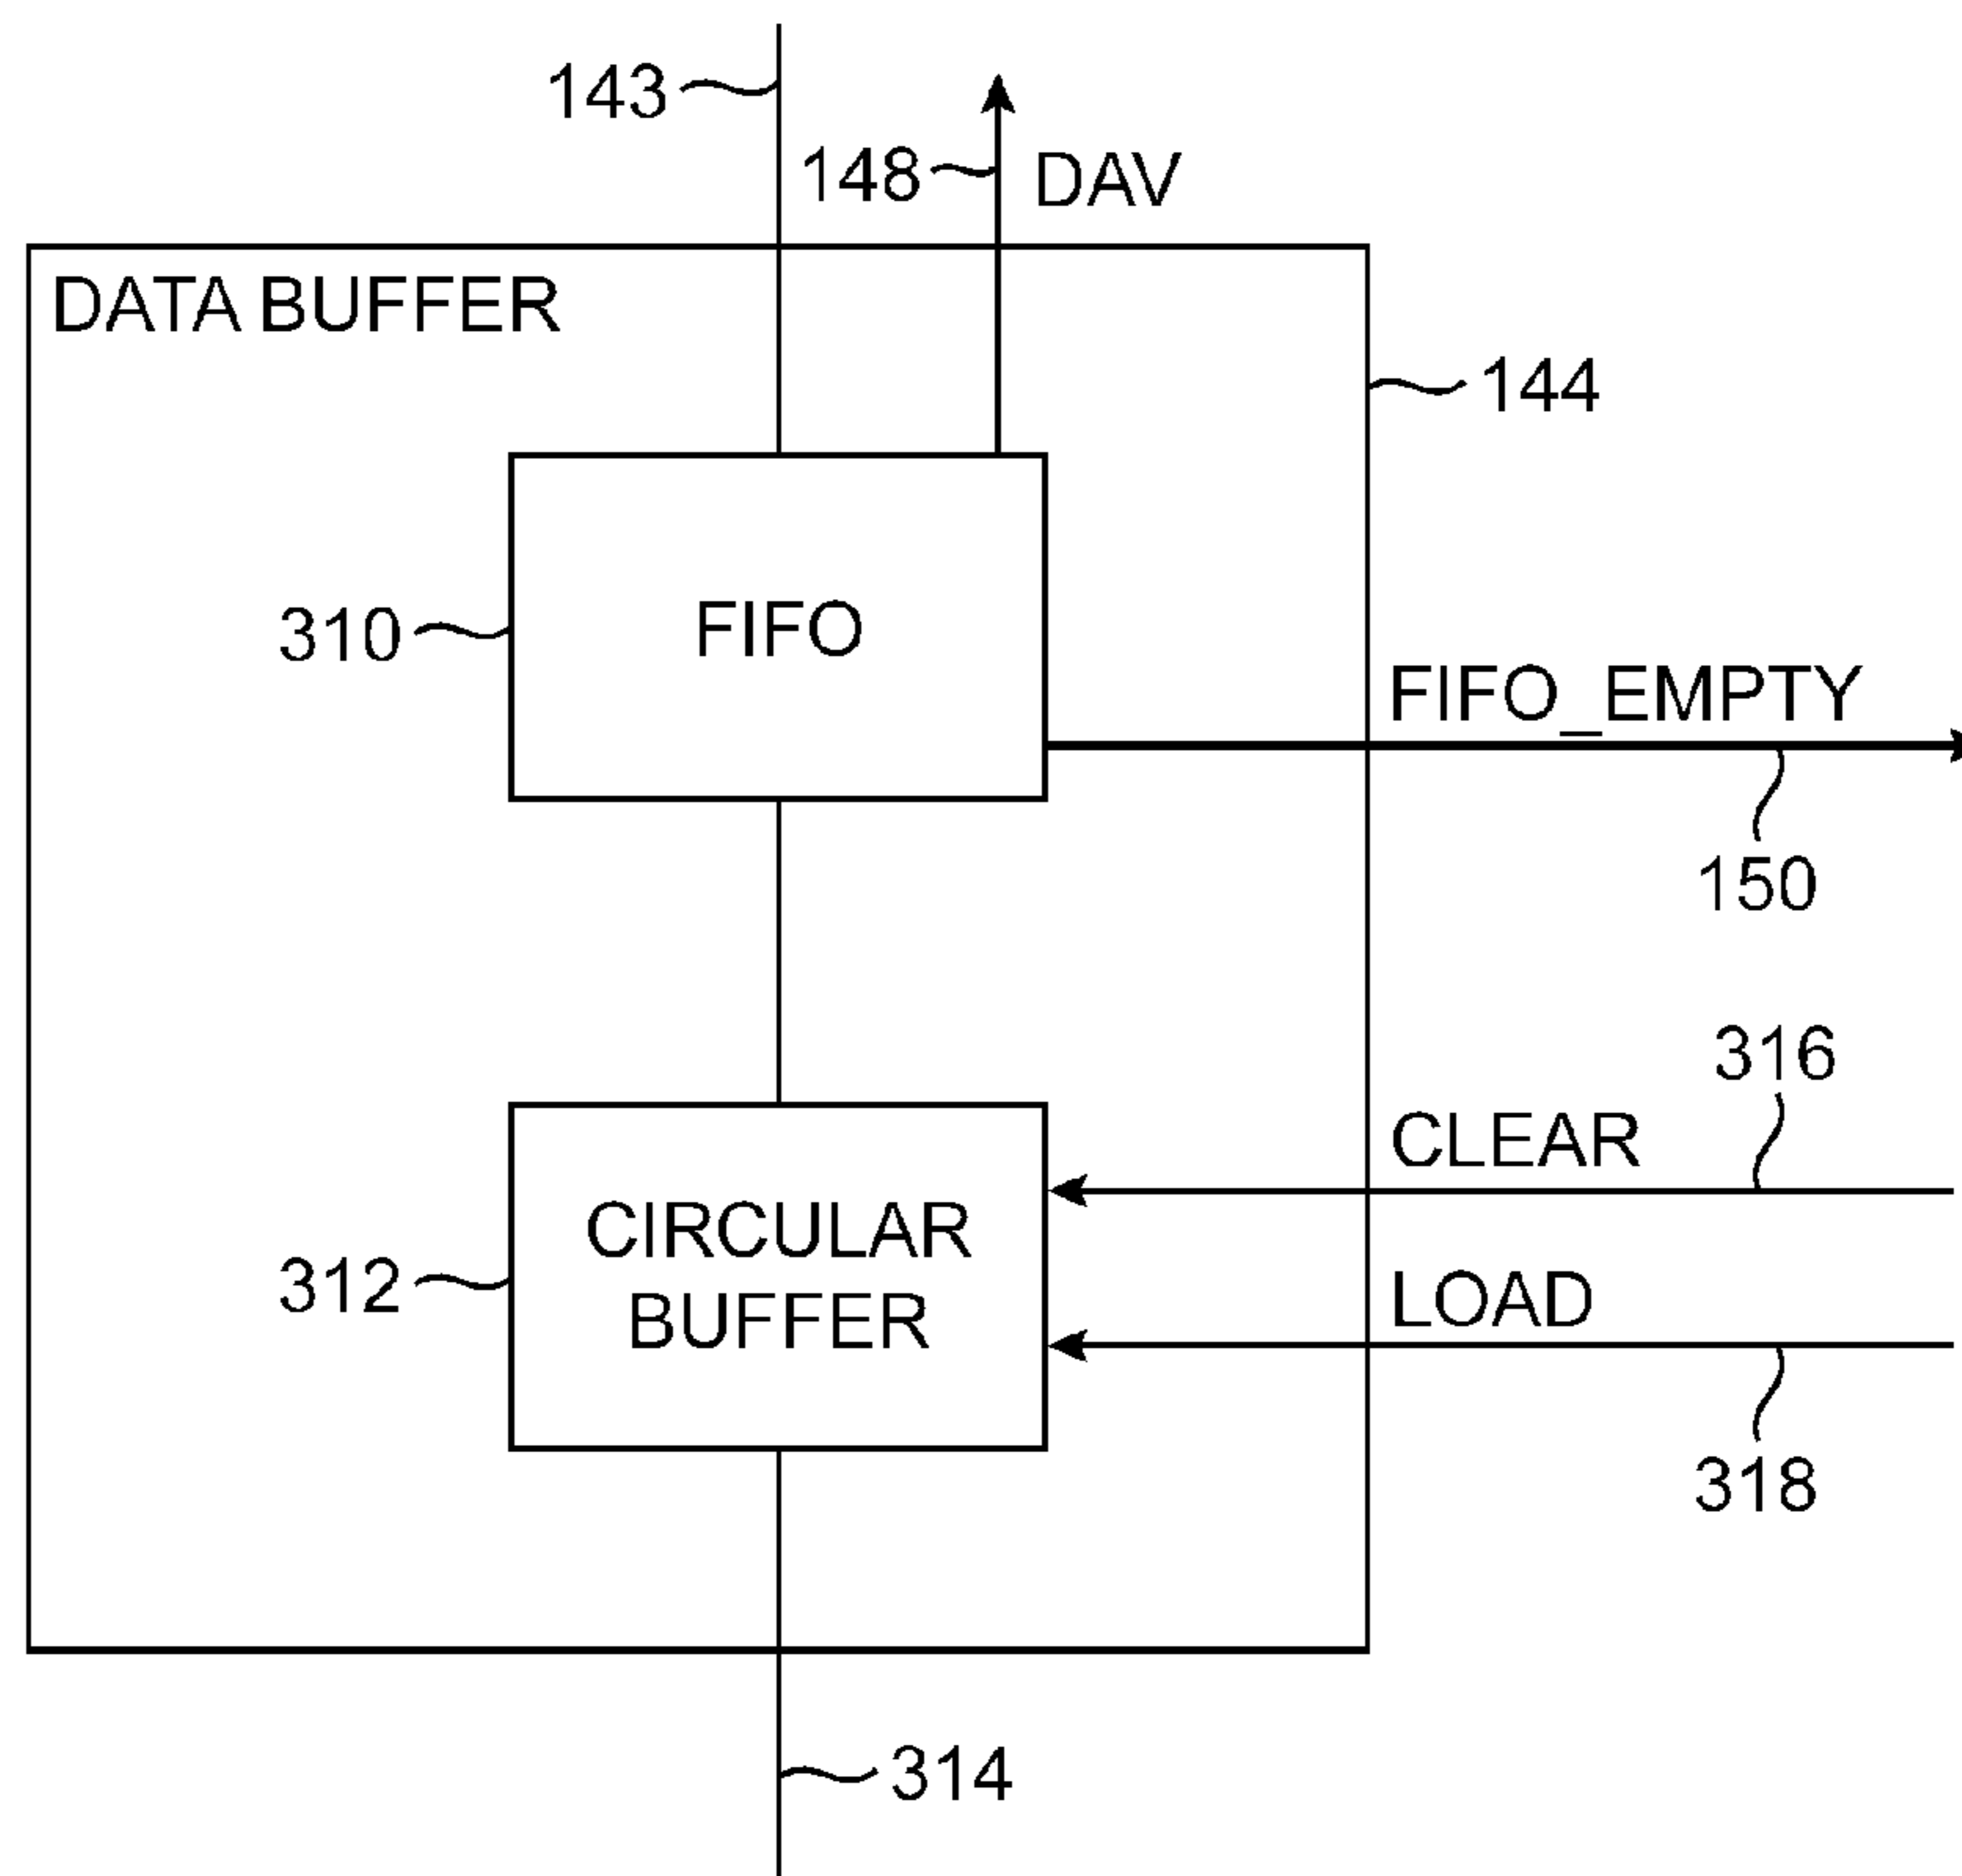 143
148 DAV
DATA BUFFER
144
310 FIFO
FIFO_EMPTY
150
316
CLEAR
312 CIRCULAR
BUFFER
LOAD
318
314